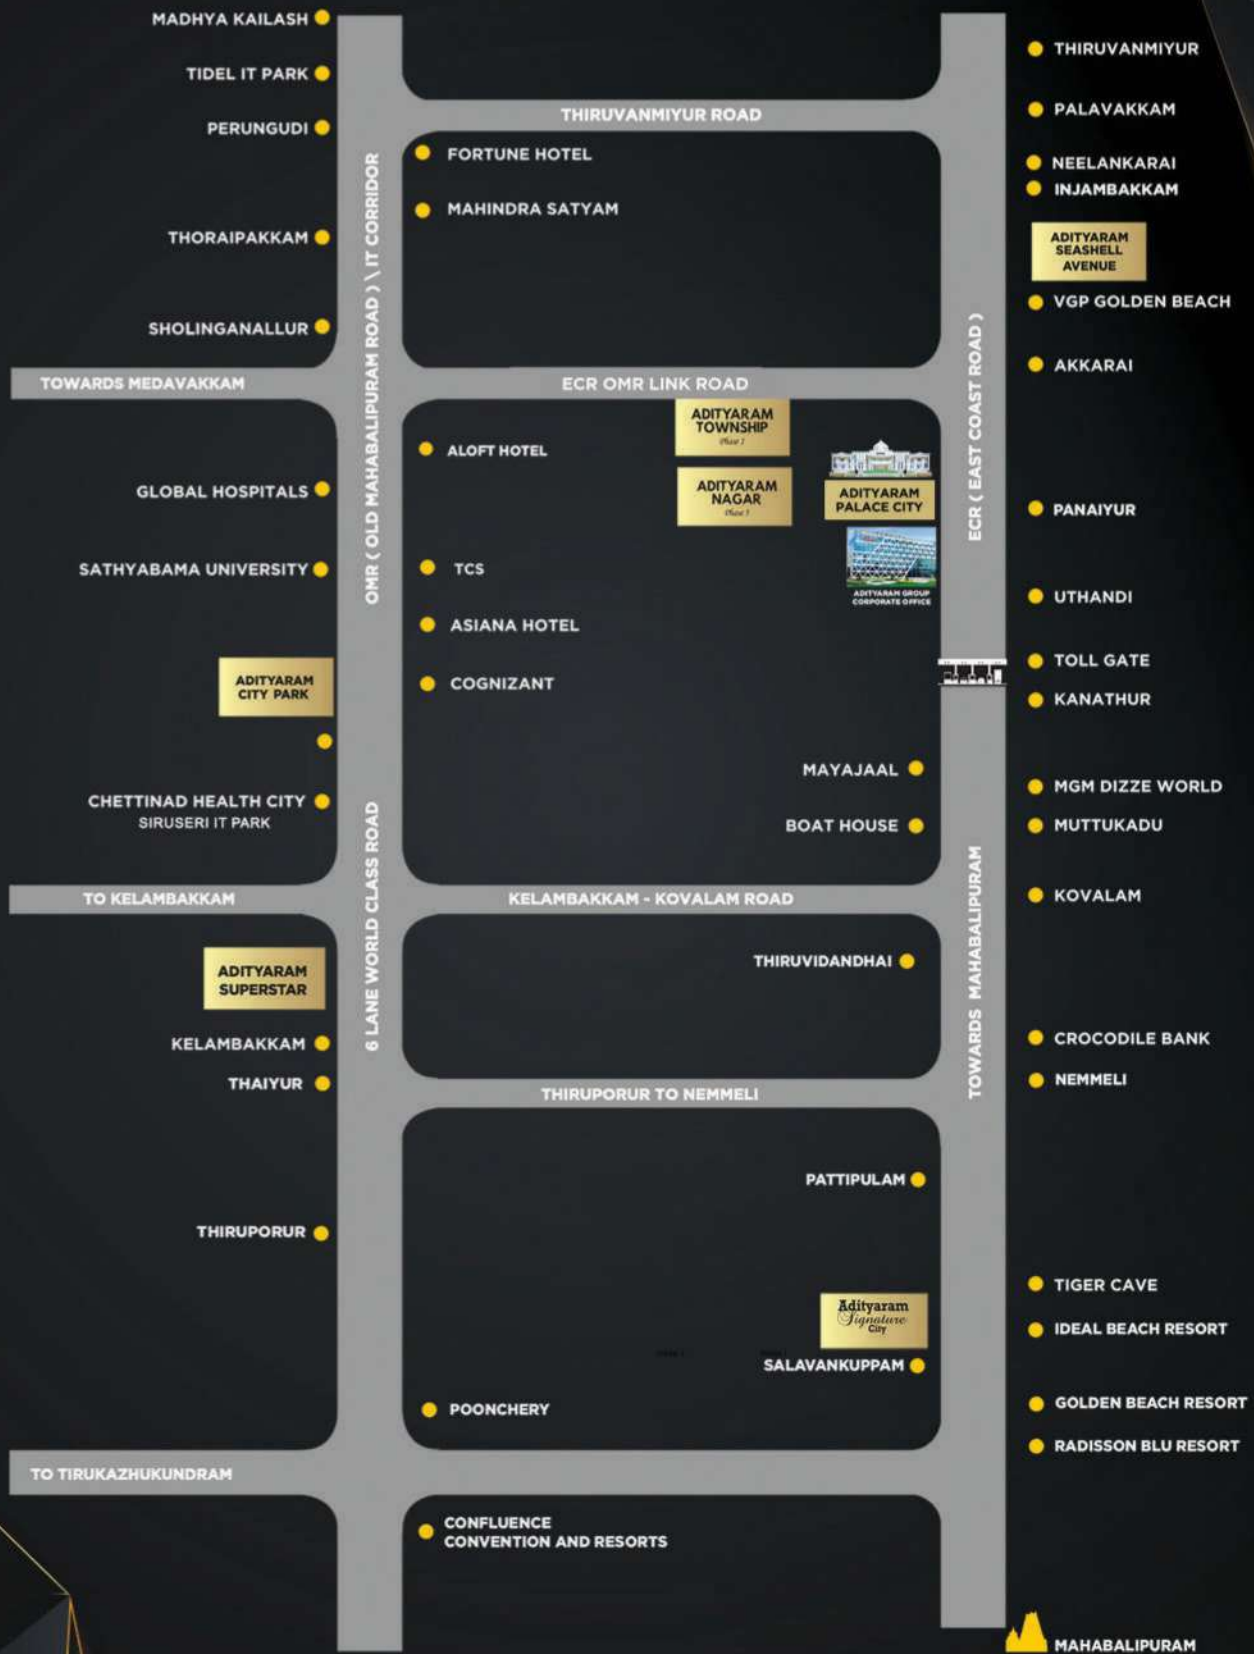 MADHYA KAILASH
TIDEL IT PARK
PERUNGUDI
THORAIPAKKAM
SHOLINGANALLUR
TOWARDS MEDAVAKKAM
GLOBAL HOSPITALS
SATHYABAMA UNIVERSITY
ADITYARAM
CITY PARK
CHETTINAD HEALTH CITY
SIRUSERI IT PARK
TO KELAMBAKKAM
ADITYARAM
SUPERSTAR
KELAMBAKKAM
THAIYUR
THIRUPORUR
TO TIRUKAZHUKUNDRAM
OMR ( OLD MAHABALIPURAM ROAD ) \ IT CORRIDOR
6 LANE WORLD CLASS ROAD
THIRUVANMIYUR ROAD
FORTUNE HOTEL
MAHINDRA SATYAM
ECR OMR LINK ROAD
ADITYARAM
TOWNSHIP
ALOFT HOTEL
ADITYARAM
NAGAR
ADITYARAM
PALACE CITY
TCS
ADITYARAM GROUP
CORPORATE OFFICE
ASIANA HOTEL
COGNIZANT
MAYAJAAL
BOAT HOUSE
KELAMBAKKAM - KOVALAM ROAD
THIRUVIDANDHAI
THIRUPORUR TO NEMMELI
PATTIPULAM
Adityaram
Signature
City
SALAVANKUPPAM
POONCHERY
CONFLUENCE
CONVENTION AND RESORTS
ECR ( EAST COAST ROAD )
TOWARDS MAHABALIPURAM
THIRUVANMIYUR
PALAVAKKAM
NEELANKARAI
INJAMBAKKAM
ADITYARAM
SEASHELL
AVENUE
VGP GOLDEN BEACH
AKKARAI
PANAIYUR
UTHANDI
TOLL GATE
KANATHUR
MGM DIZZE WORLD
MUTTUKADU
KOVALAM
CROCODILE BANK
NEMMELI
TIGER CAVE
IDEAL BEACH RESORT
GOLDEN BEACH RESORT
RADISSON BLU RESORT
MAHABALIPURAM